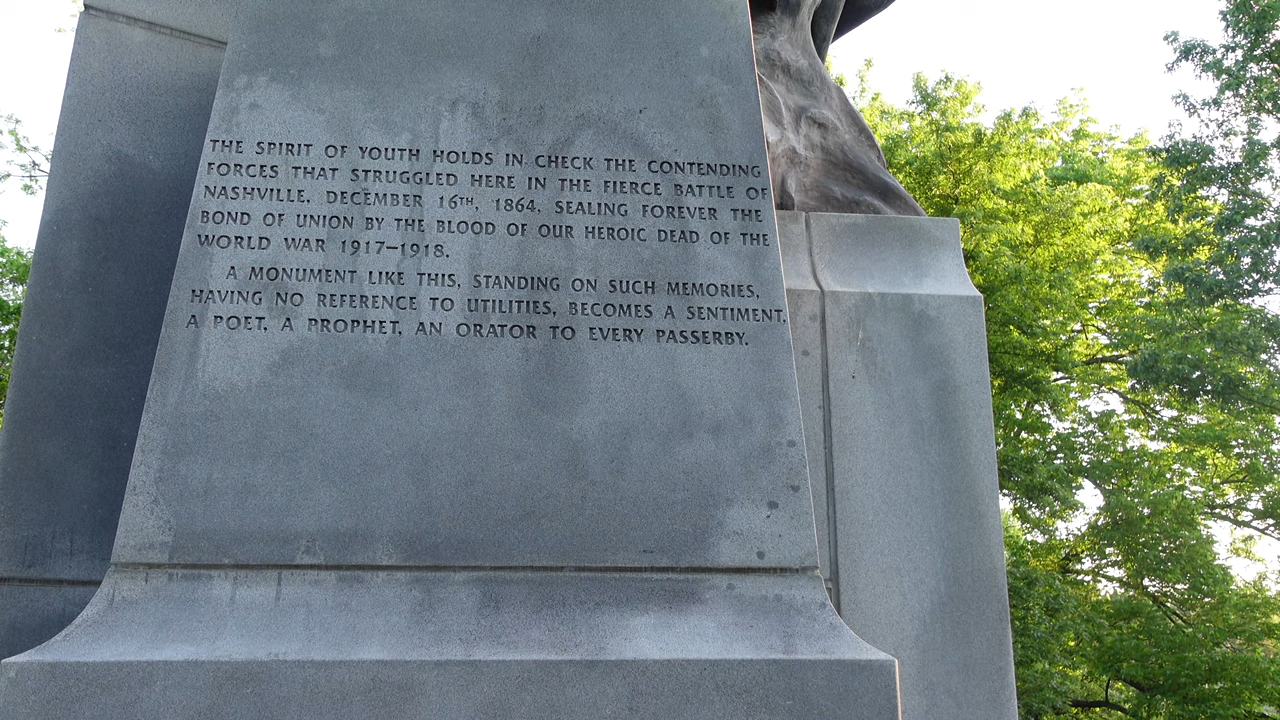 THE SPIRIT OF YOUTH HOLDS IN CHECK THE CONTENDING
FORCES THAT STRUGGLED HERE IN THE FIERCE BATTLE OF
NASHVILLE, DECEMBER 16TH, 1864, SEALING FOREVER THE
BOND OF UNION BY THE BLOOD OF OUR HEROIC DEAD OF THE
WORLD WAR 1917–1918.
A MONUMENT LIKE THIS, STANDING ON SUCH MEMORIES,
HAVING NO REFERENCE TO UTILITIES, BECOMES A SENTIMENT,
A POET, A PROPHET, AN ORATOR TO EVERY PASSERBY.